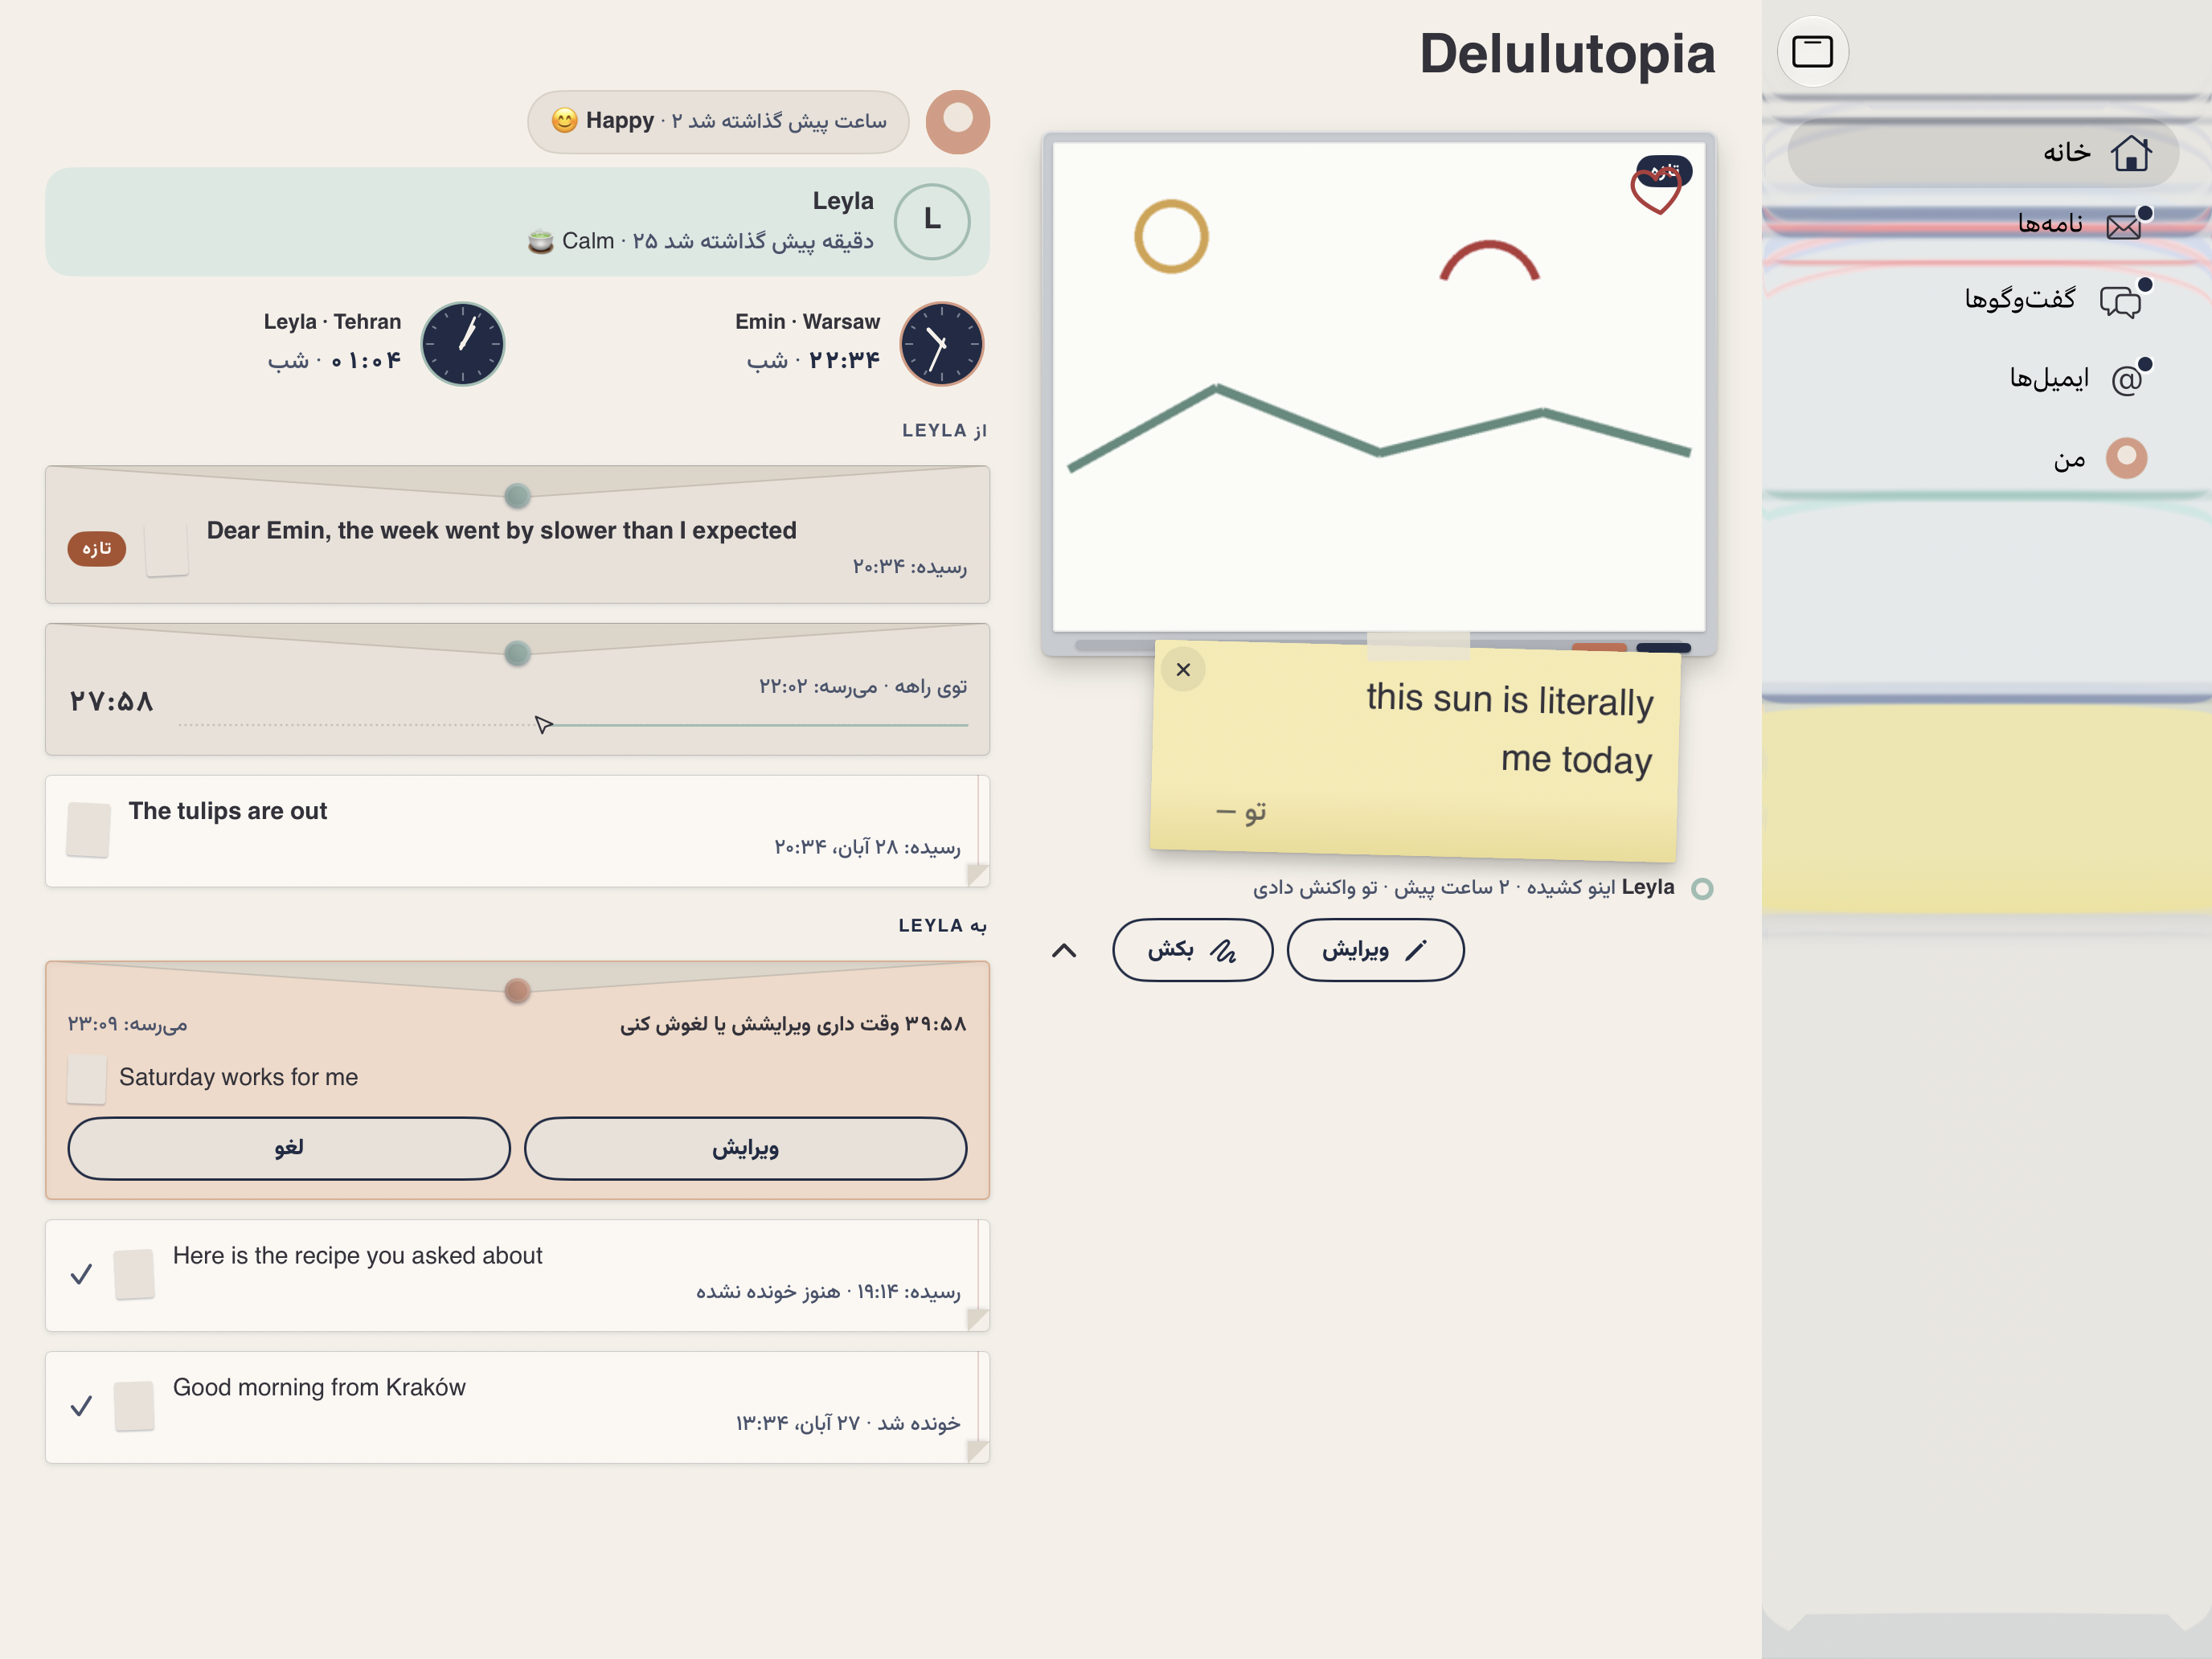 Delulutopia
خانه
نامه‌ها
گفت‌وگوها
ایمیل‌ها
من
تازه
this sun is literally
me today
تو —
Leyla اینو کشیده · ۲ ساعت پیش · تو واکنش دادی
ویرایش
بکش
😊 Happy · ۲ ساعت پیش گذاشته شد
L
Leyla
🍵 Calm · ۲۵ دقیقه پیش گذاشته شد
Emin · Warsaw
۲۲:۳۴ · شب
Leyla · Tehran
۰۱:۰۴ · شب
از LEYLA
Dear Emin, the week went by slower than I expected
رسیده: ۲۰:۳۴
تازه
توی راهه · می‌رسه: ۲۲:۰۲
۲۷:۵۸
The tulips are out
رسیده: ۲۸ آبان، ۲۰:۳۴
به LEYLA
۳۹:۵۸ وقت داری ویرایشش یا لغوش کنی
می‌رسه: ۲۳:۰۹
Saturday works for me
ویرایش
لغو
Here is the recipe you asked about
رسیده: ۱۹:۱۴ · هنوز خونده نشده
Good morning from Kraków
خونده شد · ۲۷ آبان، ۱۳:۳۴